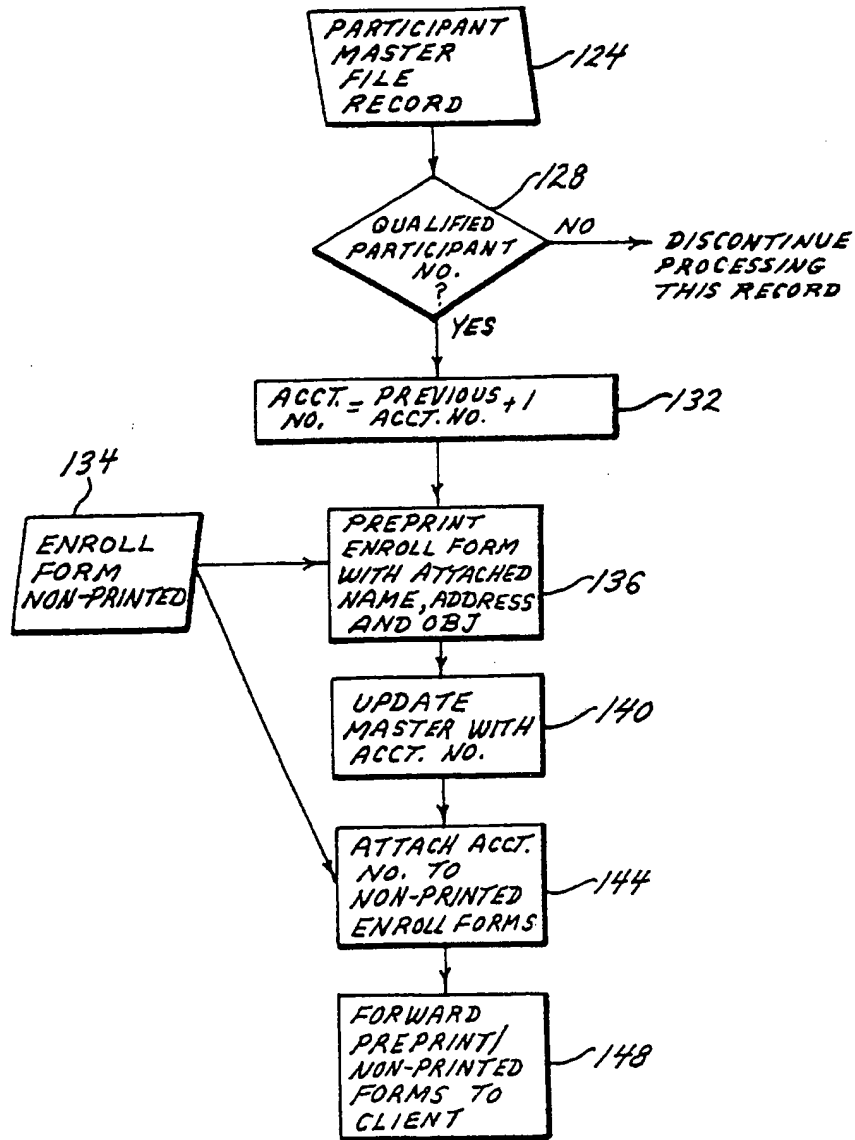 PARTICIPANT
MASTER
FILE
RECORD
124
128
QUALIFIED
PARTICIPANT
NO.
?
NO
DISCONTINUE
PROCESSING
THIS RECORD
YES
ACCT. NO. = PREVIOUS ACCT. NO. + 1
132
134
ENROLL
FORM
NON-PRINTED
PREPRINT
ENROLL FORM
WITH ATTACHED
NAME, ADDRESS
AND OBJ
136
UPDATE
MASTER WITH
ACCT. NO.
140
ATTACH ACCT.
NO. TO
NON-PRINTED
ENROLL FORMS
144
FORWARD
PREPRINT/
NON-PRINTED
FORMS TO
CLIENT
148